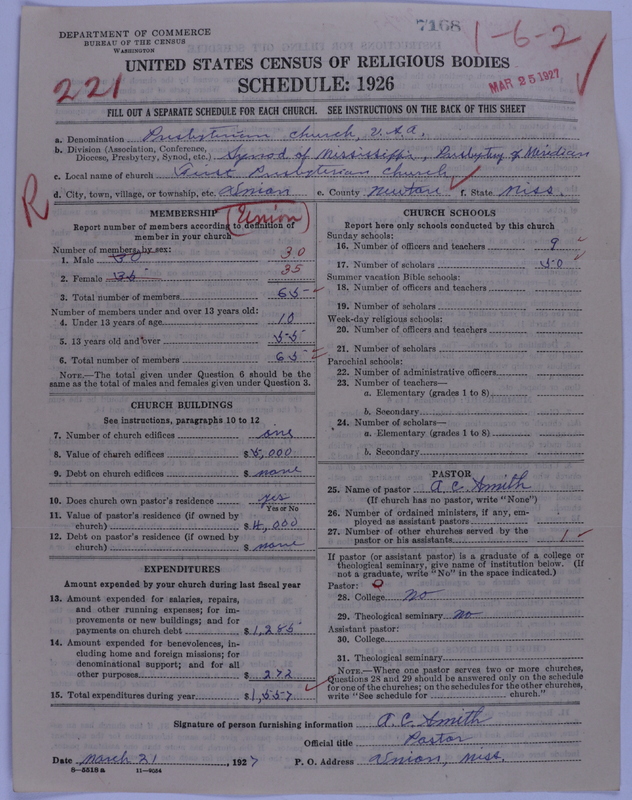 DEPARTMENT OF COMMERCE
BUREAU OF THE CENSUS
WASHINGTON
7168
1-6-2
UNITED STATES CENSUS OF RELIGIOUS BODIES
SCHEDULE: 1926
221
MAR 25 1927
FILL OUT A SEPARATE SCHEDULE FOR EACH CHURCH. SEE INSTRUCTIONS ON THE BACK OF THIS SHEET
a. Denomination Presbyterian Church, U.S.A.
b. Division (Association, Conference, Diocese, Presbytery, Synod, etc.) Synod of Mississippi, Presbytery of Meridian
c. Local name of church First Presbyterian Church
d. City, town, village, or township, etc. Union e. County Newton f. State Miss.
R
MEMBERSHIP (Union)
Report number of members according to definition of member in your church
Number of members by sex:
1. Male 30 30
2. Female 35 35
3. Total number of members 65
Number of members under and over 13 years old:
4. Under 13 years of age 10
5. 13 years old and over 55
6. Total number of members 65
NOTE.—The total given under Question 6 should be the same as the total of males and females given under Question 3.
CHURCH BUILDINGS
See instructions, paragraphs 10 to 12
7. Number of church edifices one
8. Value of church edifices $5,000
9. Debt on church edifices $ none
10. Does church own pastor's residence yes
Yes or No
11. Value of pastor's residence (if owned by church) $4,000
12. Debt on pastor's residence (if owned by church) $ none
EXPENDITURES
Amount expended by your church during last fiscal year
13. Amount expended for salaries, repairs, and other running expenses; for improvements or new buildings; and for payments on church debt $1,285
14. Amount expended for benevolences, including home and foreign missions; for denominational support; and for all other purposes $272
15. Total expenditures during year $1,557
CHURCH SCHOOLS
Report here only schools conducted by this church
Sunday schools:
16. Number of officers and teachers 9
17. Number of scholars 50
Summer vacation Bible schools:
18. Number of officers and teachers
19. Number of scholars
Week-day religious schools:
20. Number of officers and teachers
21. Number of scholars
Parochial schools:
22. Number of administrative officers
23. Number of teachers—
a. Elementary (grades 1 to 8)
b. Secondary
24. Number of scholars—
a. Elementary (grades 1 to 8)
b. Secondary
PASTOR
25. Name of pastor A. C. Smith
(If church has no pastor, write "None")
26. Number of ordained ministers, if any, employed as assistant pastors
27. Number of other churches served by the pastor or his assistants 1
If pastor (or assistant pastor) is a graduate of a college or theological seminary, give name of institution below. (If not a graduate, write "No" in the space indicated.)
Pastor:
28. College No
29. Theological seminary No
Assistant pastor:
30. College
31. Theological seminary
NOTE.—Where one pastor serves two or more churches, Questions 28 and 29 should be answered only on the schedule for one of the churches; on the schedules for the other churches, write "See schedule for church."
Signature of person furnishing information A. C. Smith
Official title Pastor
Date March 21, 1927 P. O. Address Union, Miss.
8—5518 a 11—9034